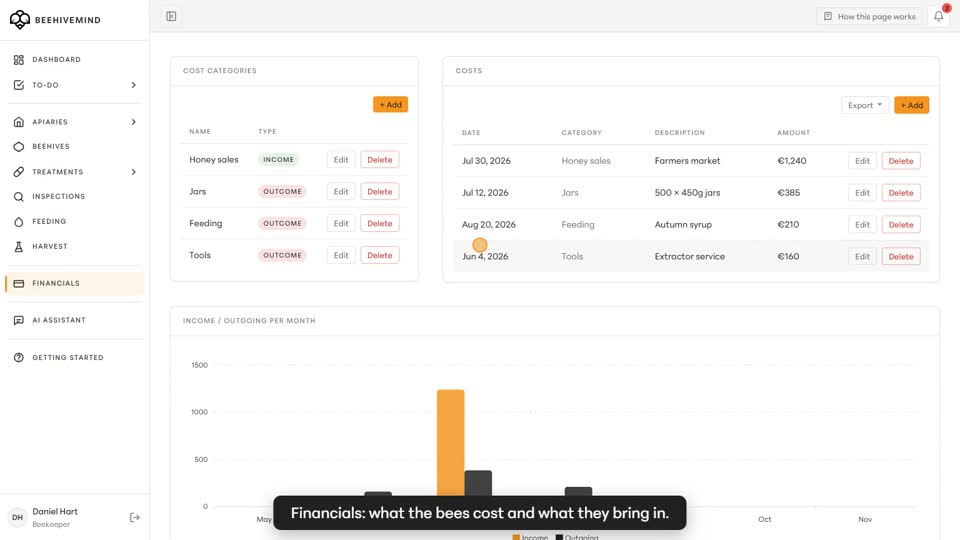 BEEHIVEMIND
How this page works
2
DASHBOARD
TO-DO
APIARIES
BEEHIVES
TREATMENTS
INSPECTIONS
FEEDING
HARVEST
FINANCIALS
AI ASSISTANT
GETTING STARTED
DH
Daniel Hart
Beekeeper
COST CATEGORIES
+ Add
NAME TYPE
Honey sales INCOME Edit Delete
Jars OUTCOME Edit Delete
Feeding OUTCOME Edit Delete
Tools OUTCOME Edit Delete
COSTS
Export + Add
DATE CATEGORY DESCRIPTION AMOUNT
Jul 30, 2026 Honey sales Farmers market €1,240 Edit Delete
Jul 12, 2026 Jars 500 × 450g jars €385 Edit Delete
Aug 20, 2026 Feeding Autumn syrup €210 Edit Delete
Jun 4, 2026 Tools Extractor service €160 Edit Delete
INCOME / OUTGOING PER MONTH
1500
1000
500
0
May Oct Nov
Financials: what the bees cost and what they bring in.
Income Outgoing